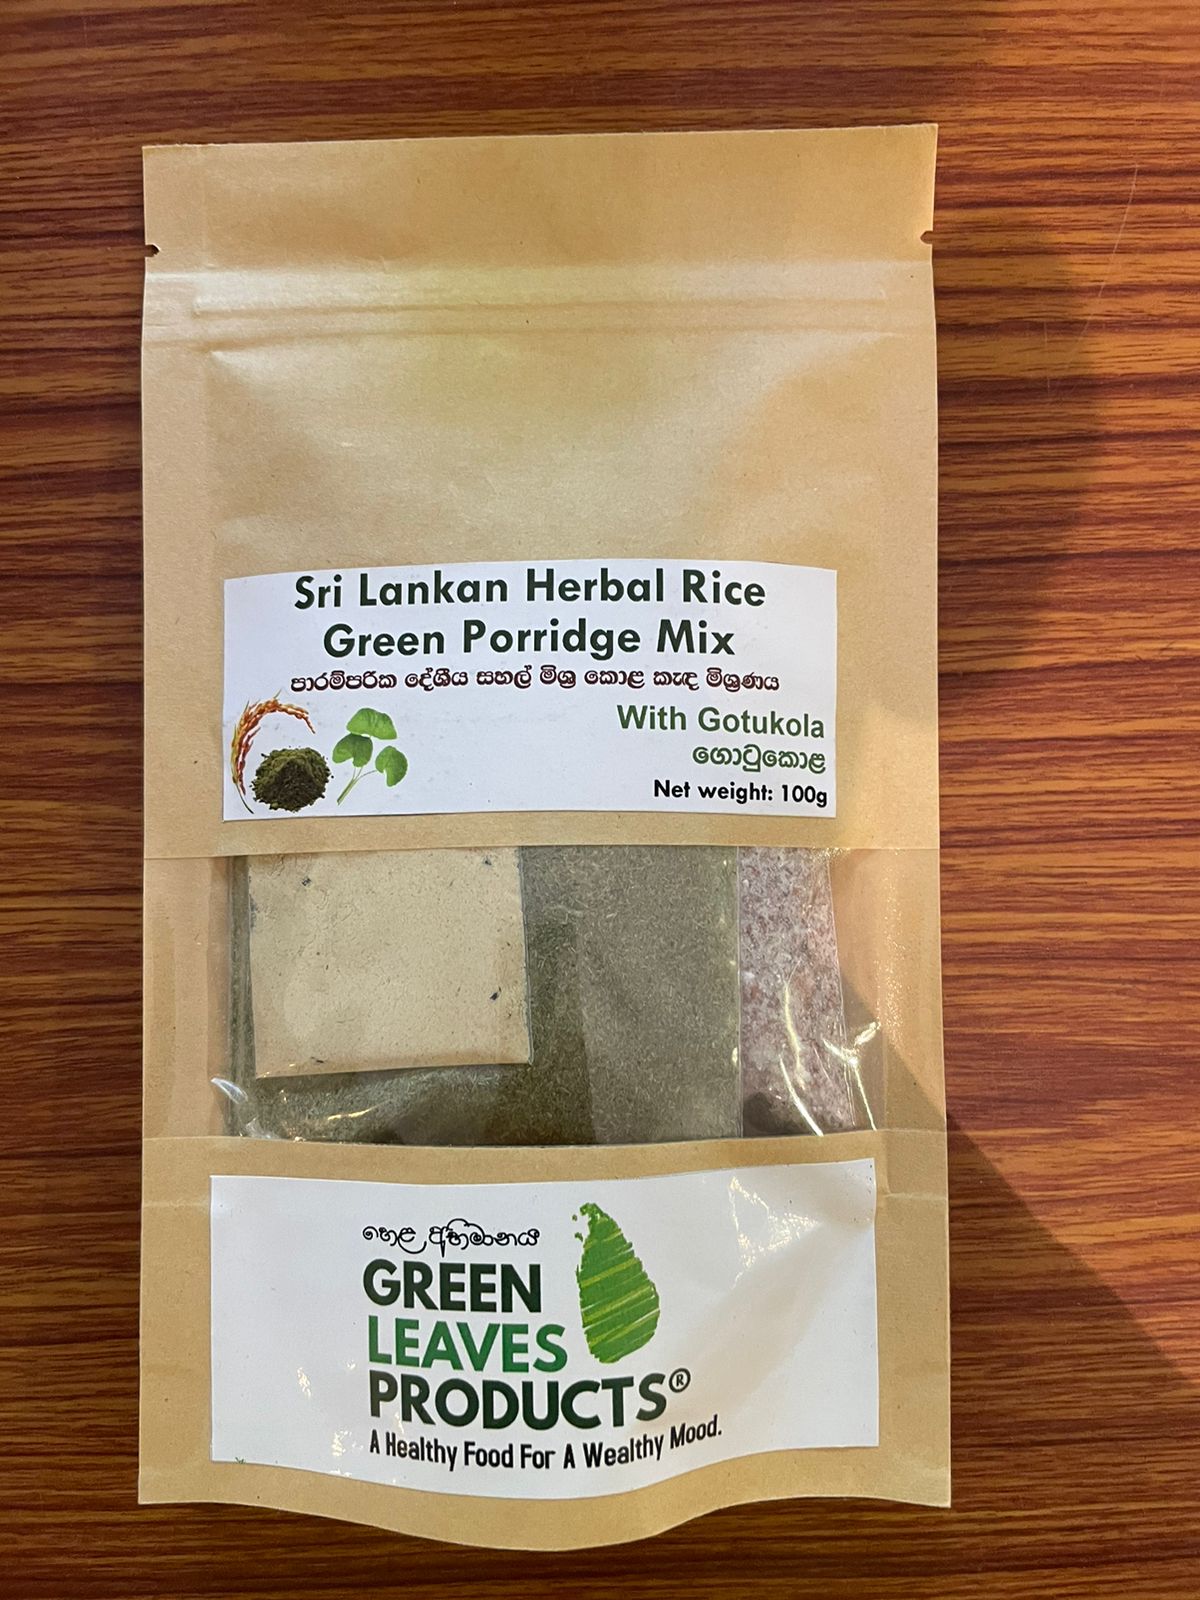 Sri Lankan Herbal Rice
Green Porridge Mix
පාරම්පරික දේශීය සහල් මිශ්‍ර කොළ කැඳ මිශ්‍රණය
With Gotukola
ගොටුකොළ
Net weight: 100g
හෙළ අභිමානය
GREEN
LEAVES
PRODUCTS®
A Healthy Food For A Wealthy Mood.